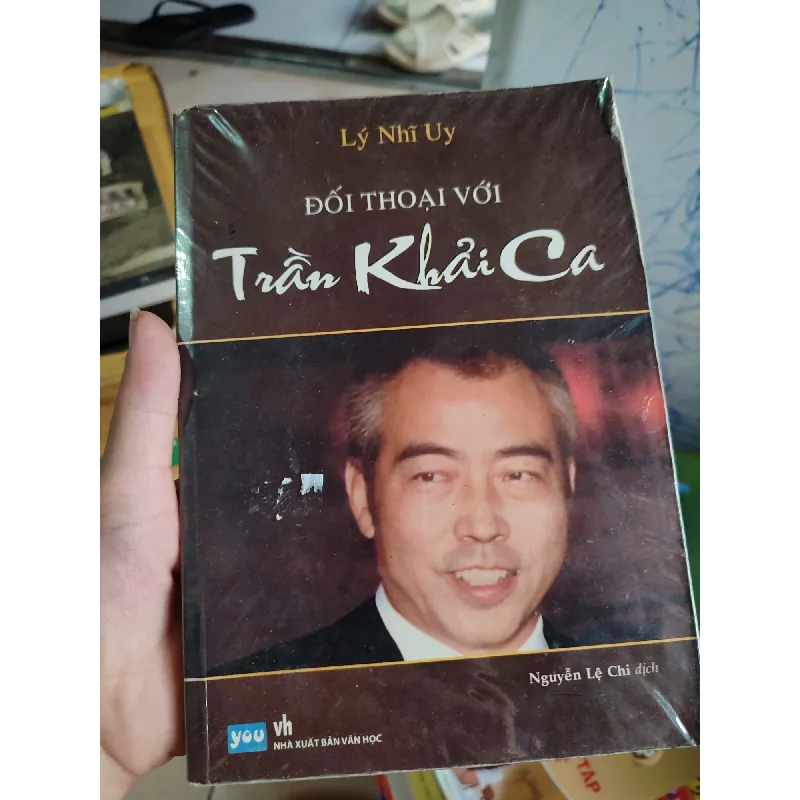 Lý Nhĩ Uy
ĐỐI THOẠI VỚI
Trần Khải Ca
Nguyễn Lệ Chi dịch
you
vh
NHÀ XUẤT BẢN VĂN HỌC
TẬP